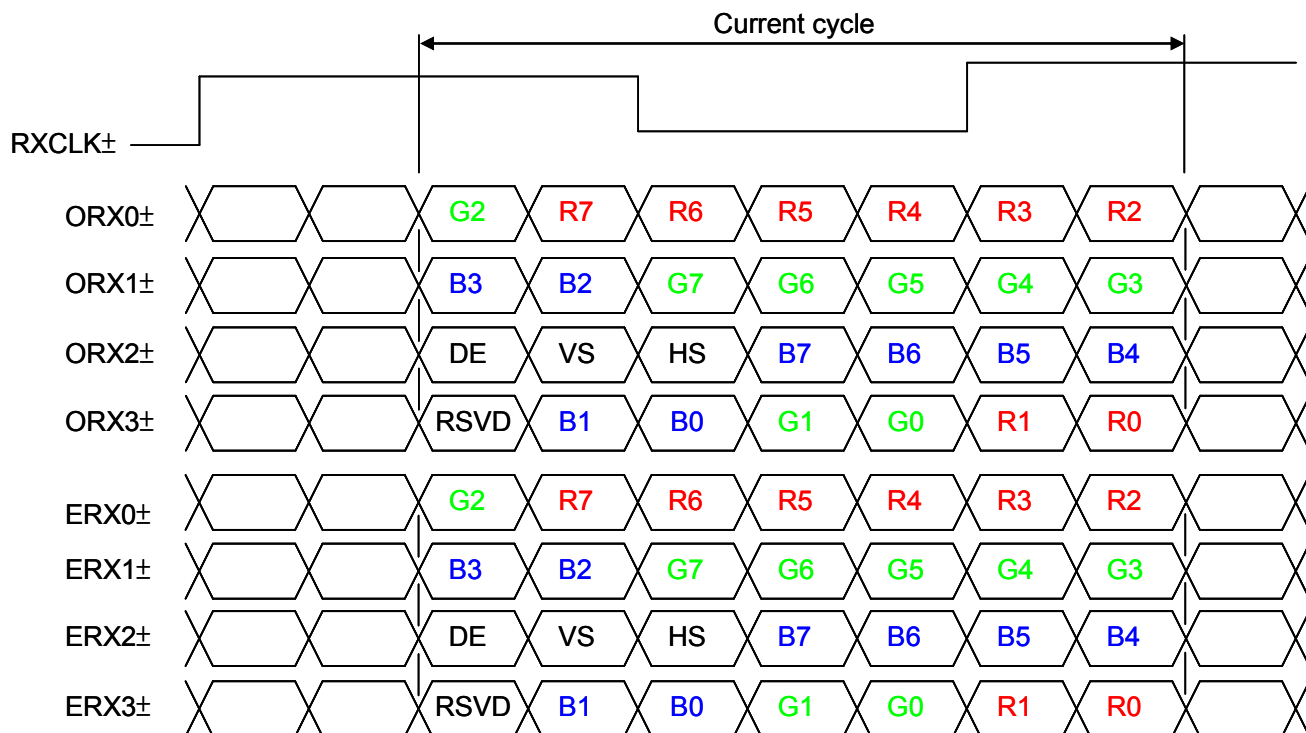 Current cycle
RXCLK±
ORX0± G2 R7 R6 R5 R4 R3 R2
ORX1± B3 B2 G7 G6 G5 G4 G3
ORX2± DE VS HS B7 B6 B5 B4
ORX3± RSVD B1 B0 G1 G0 R1 R0
ERX0± G2 R7 R6 R5 R4 R3 R2
ERX1± B3 B2 G7 G6 G5 G4 G3
ERX2± DE VS HS B7 B6 B5 B4
ERX3± RSVD B1 B0 G1 G0 R1 R0